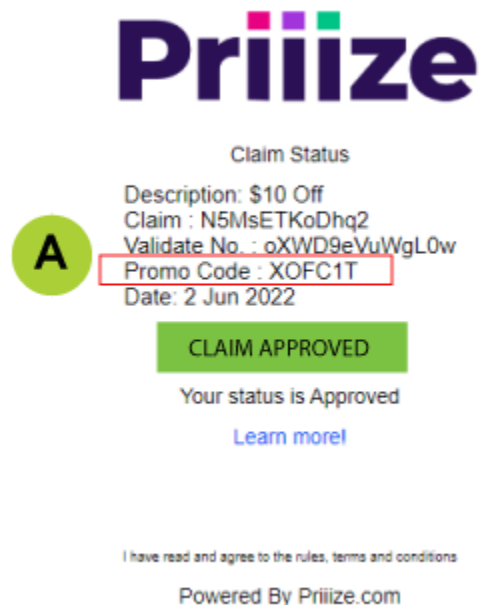 Priiize
Claim Status
Description: $10 Off
Claim : N5MsETKoDhq2
Validate No. : oXWD9eVuWgL0w
A
Promo Code : XOFC1T
Date: 2 Jun 2022
CLAIM APPROVED
Your status is Approved
Learn more!
I have read and agree to the rules, terms and conditions
Powered By Priiize.com